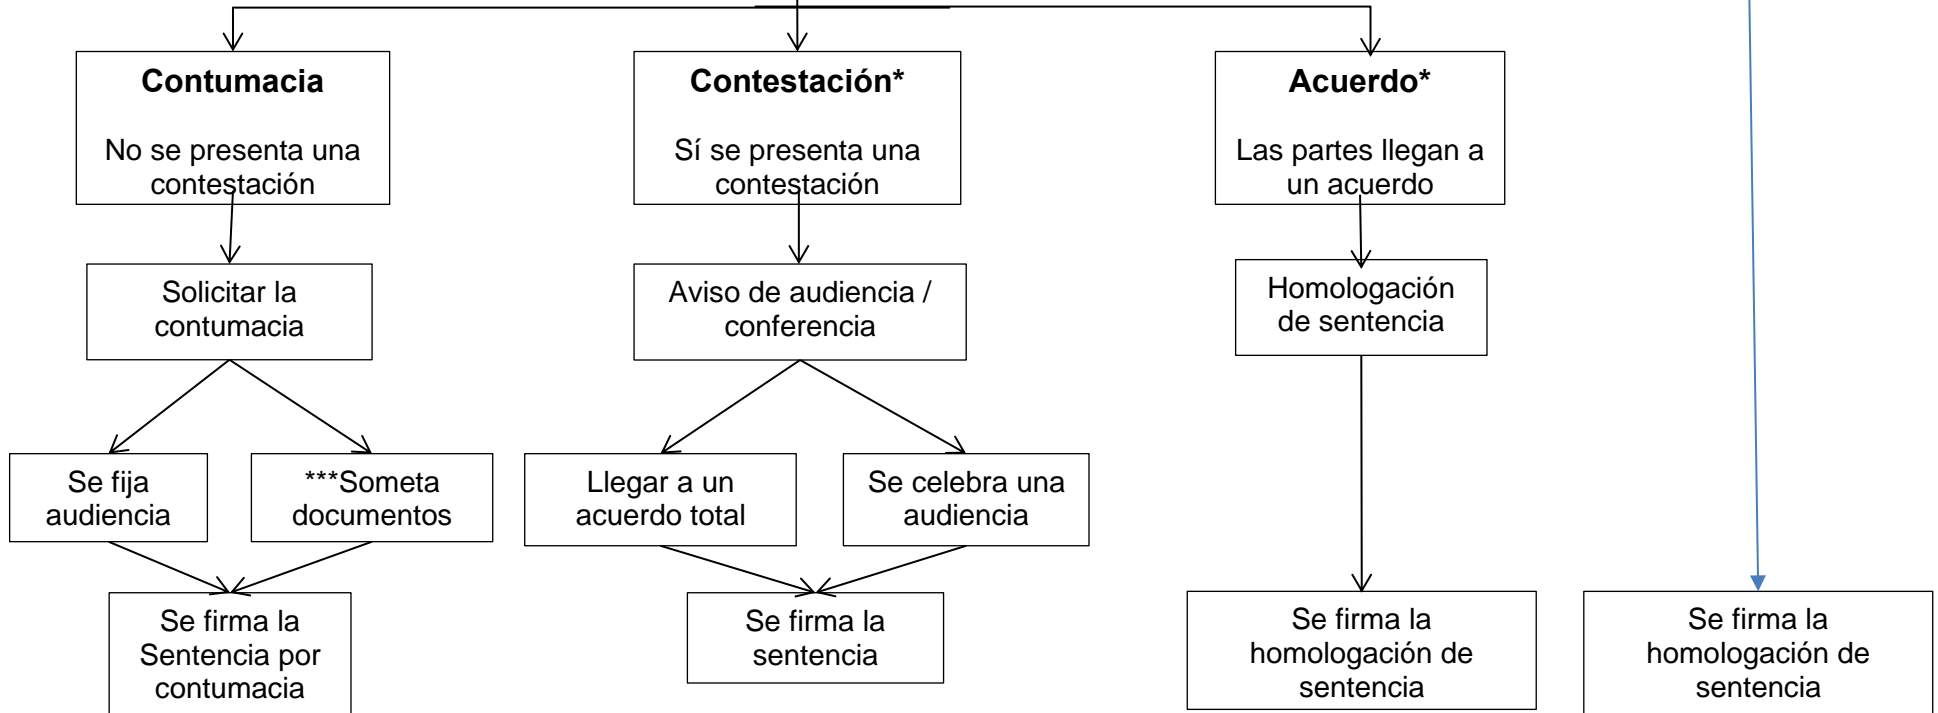 Contumacia
No se presenta una
contestación
Contestación*
Sí se presenta una
contestación
Acuerdo*
Las partes llegan a
un acuerdo
Solicitar la
contumacia
Aviso de audiencia /
conferencia
Homologación
de sentencia
Se fija
audiencia
***Someta
documentos
Llegar a un
acuerdo total
Se celebra una
audiencia
Se firma la
Sentencia por
contumacia
Se firma la
sentencia
Se firma la
homologación de
sentencia
Se firma la
homologación de
sentencia